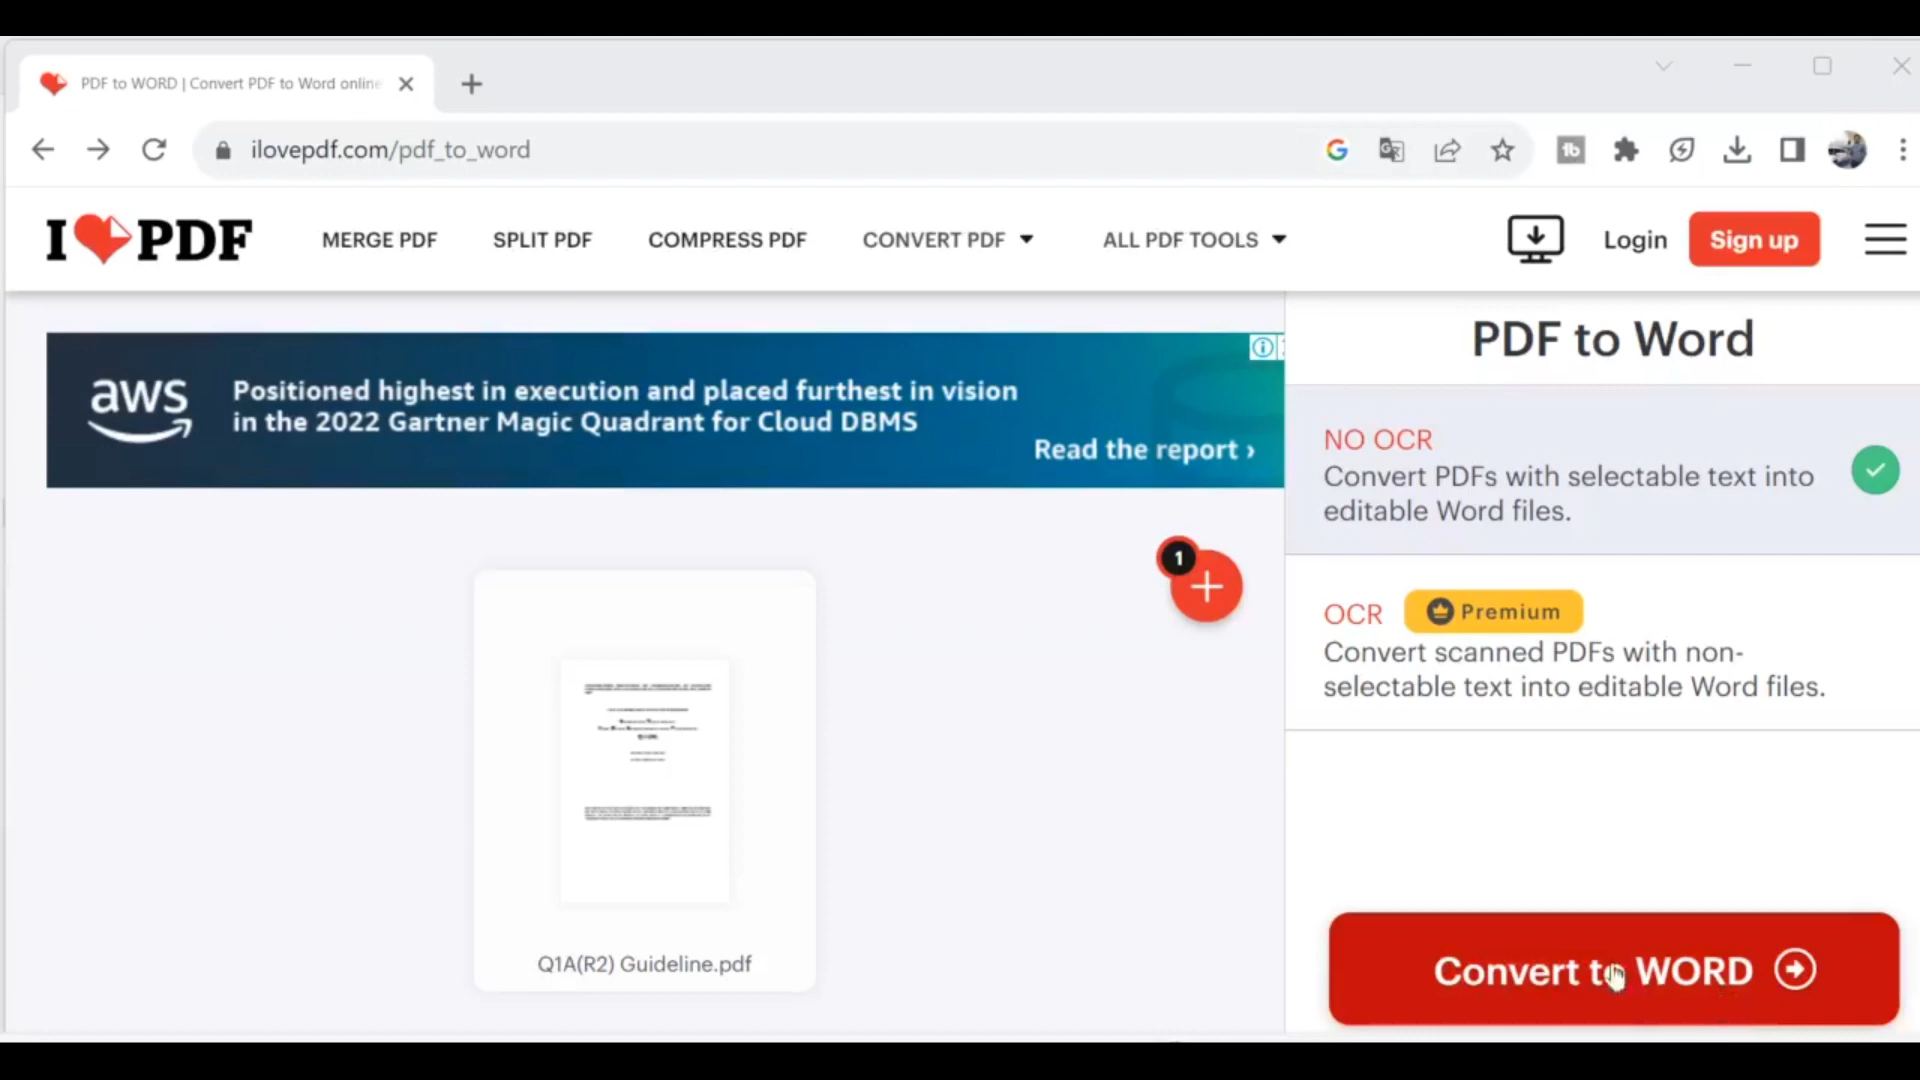 PDF to WORD | Convert PDF to Word online
ilovepdf.com/pdf_to_word
I PDF
MERGE PDF
SPLIT PDF
COMPRESS PDF
CONVERT PDF
ALL PDF TOOLS
Login
Sign up
aws
Positioned highest in execution and placed furthest in vision
in the 2022 Gartner Magic Quadrant for Cloud DBMS
Read the report ›
1
Q1A(R2) Guideline.pdf
PDF to Word
NO OCR
Convert PDFs with selectable text into
editable Word files.
OCR Premium
Convert scanned PDFs with non-
selectable text into editable Word files.
Convert to WORD